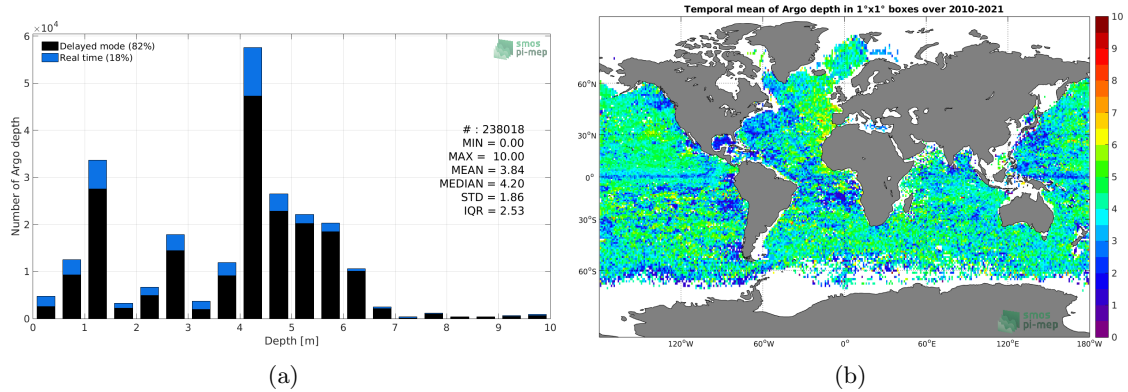 ×10⁴
Delayed mode (82%)
Real time (18%)
smos
pi-mep
6
5
4
3
2
1
0
Number of Argo depth
# : 238018
MIN = 0.00
MAX = 10.00
MEAN = 3.84
MEDIAN = 4.20
STD = 1.86
IQR = 2.53
0 1 2 3 4 5 6 7 8 9 10
Depth [m]
(a)
Temporal mean of Argo depth in 1°x1° boxes over 2010-2021
60°N
30°N
0°
30°S
60°S
120°W 60°W 0° 60°E 120°E 180°W
10
9
8
7
6
5
4
3
2
1
0
smos
pi-mep
(b)